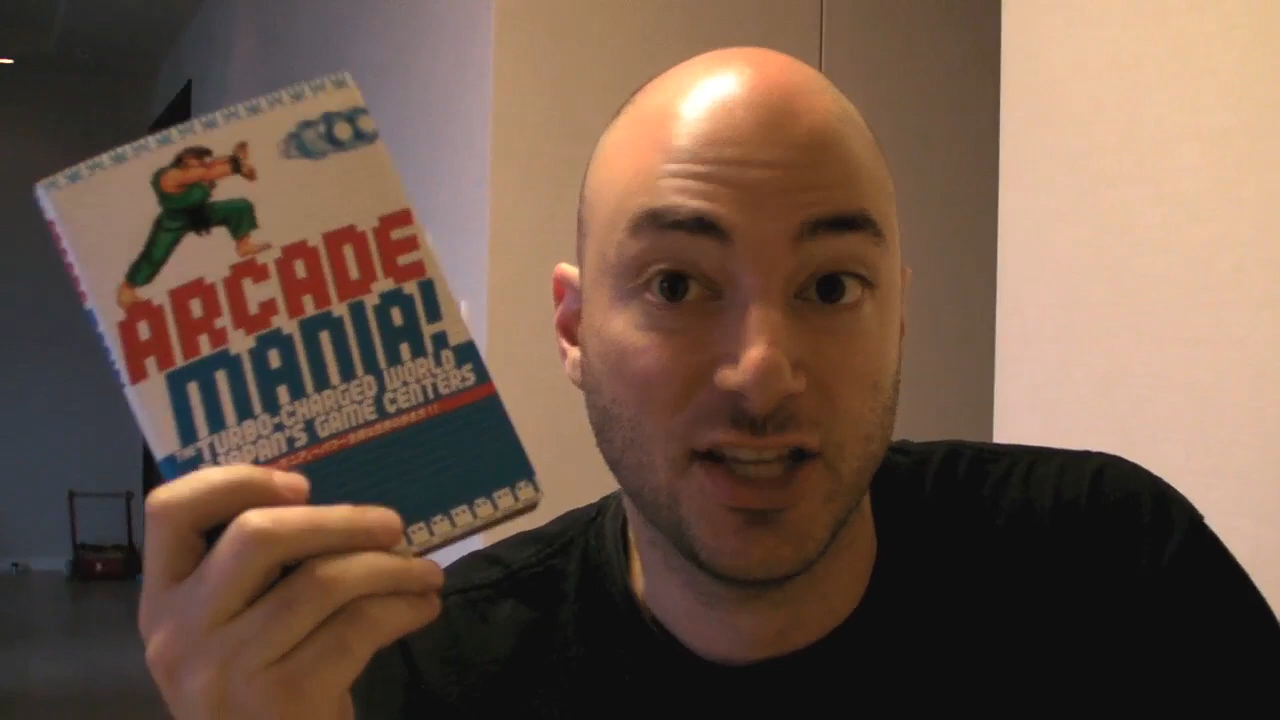 ARCADE
MANIA!
THE TURBO-CHARGED WORLD
JAPAN'S GAME CENTERS